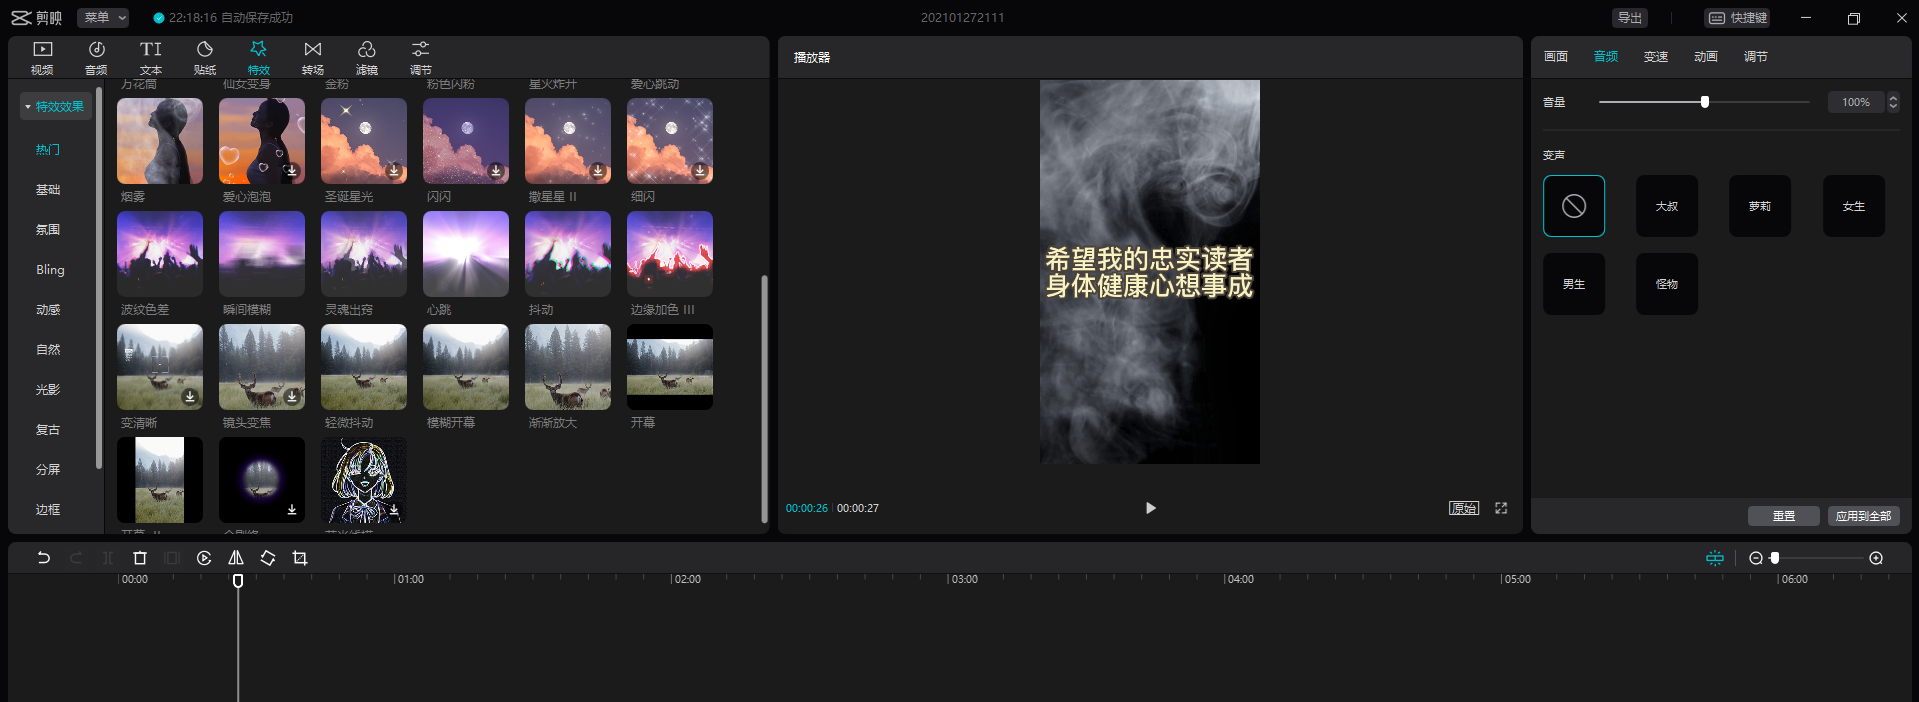 剪映
菜单
22:18:16 自动保存成功
202101272111
导出
快捷键
视频
音频
文本
贴纸
特效
转场
滤镜
调节
特效效果
热门
基础
氛围
Bling
动感
自然
光影
复古
分屏
边框
万花筒
仙女变身
金粉
粉色闪粉
星火炸开
爱心跳动
烟雾
爱心泡泡
圣诞星光
闪闪
撒星星 II
细闪
波纹色差
瞬间模糊
灵魂出窍
心跳
抖动
边缘加色 III
变清晰
镜头变焦
轻微抖动
模糊开幕
渐渐放大
开幕
开幕 II
播放器
希望我的忠实读者
身体健康心想事成
00:00:26
00:00:27
原始
画面
音频
变速
动画
调节
音量
100%
变声
大叔
萝莉
女生
男生
怪物
重置
应用到全部
00:00
01:00
02:00
03:00
04:00
05:00
06:00